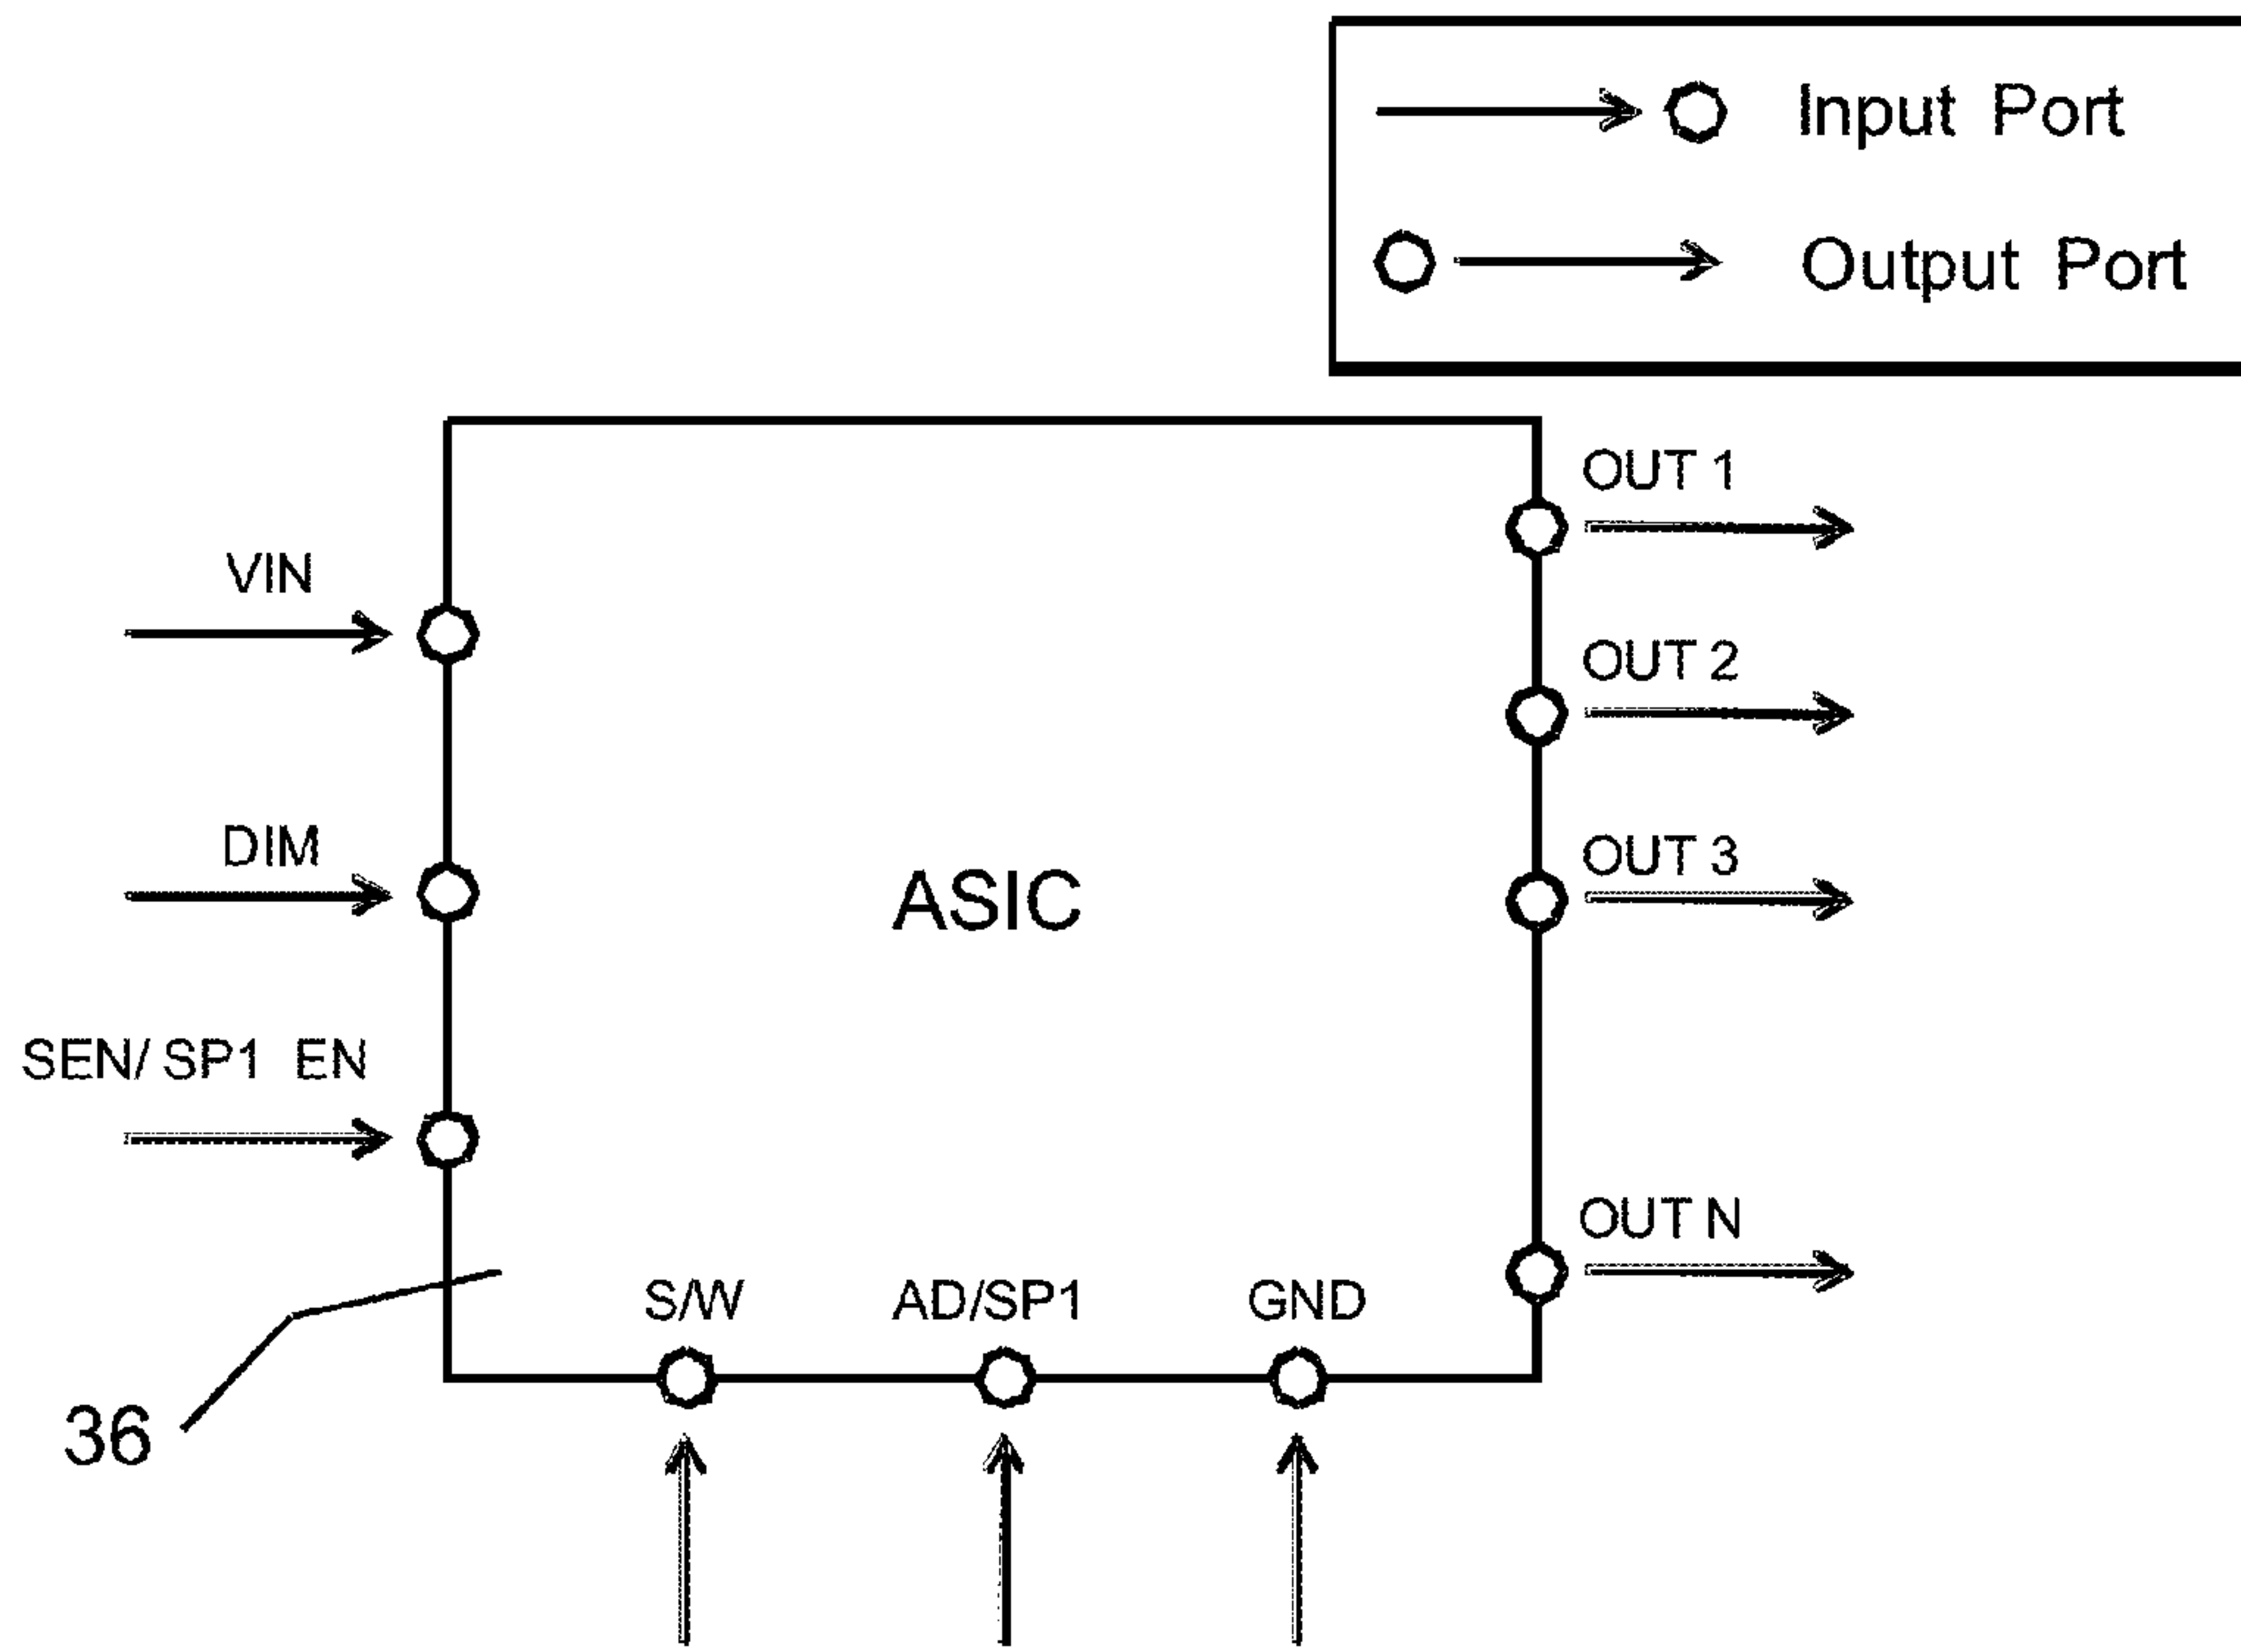 Input Port
Output Port
OUT 1
VIN
OUT 2
DIM
OUT 3
ASIC
SEN/ SP1 EN
OUT N
S/W
AD/SP1
GND
36